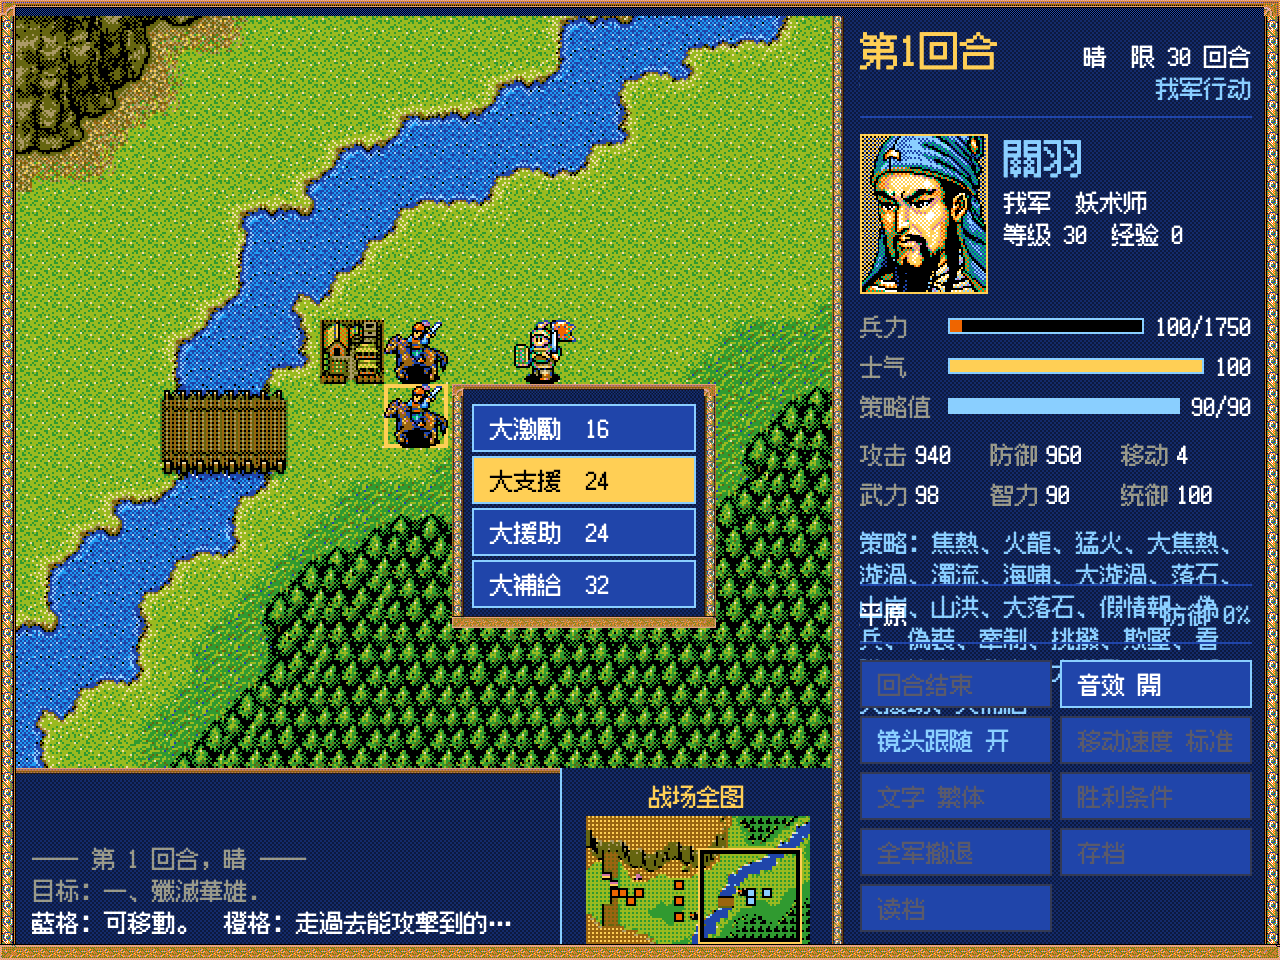 第1回合
晴 限 30 回合
我军行动
關羽
我军 妖术师
等级 30 经验 0
兵力 100/1750
士气 100
策略值 90/90
攻击 940 防御 960 移动 4
武力 98 智力 90 统御 100
策略: 焦熱、火龍、猛火、大焦熱、
漩渦、濁流、海嘯、大漩渦、落石、
山洪、大落石、假情報、偽
中原 防御 0%
兵、偽裝、牽制、挑撥、欺壓、看
回合结束 音效 開
镜头跟随 开 移动速度 标准
文字 繁体 胜利条件
全军撤退 存档
读档
大激勵 16
大支援 24
大援助 24
大補給 32
战场全图
── 第 1 回合，晴 ──
目标: 一、殲滅華雄.
藍格: 可移動。 橙格: 走過去能攻擊到的…